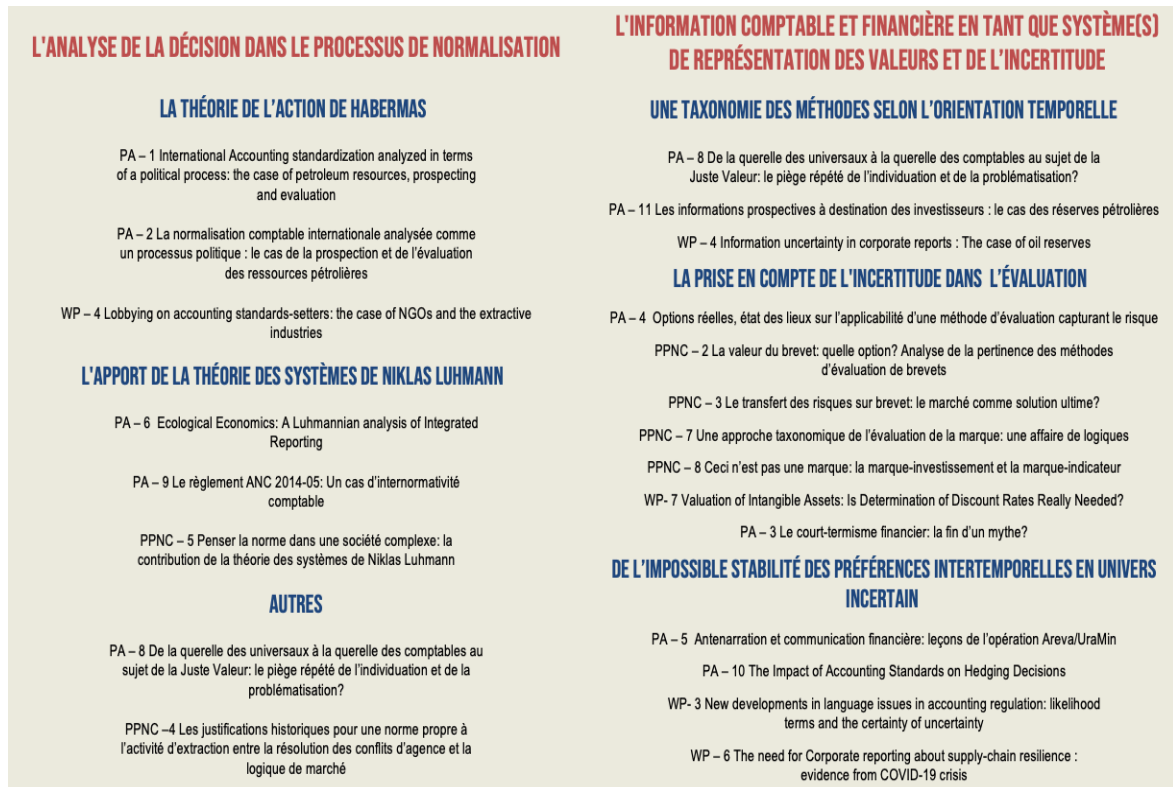 L'ANALYSE DE LA DÉCISION DANS LE PROCESSUS DE NORMALISATION
LA THÉORIE DE L'ACTION DE HABERMAS
PA – 1 International Accounting standardization analyzed in terms
of a political process: the case of petroleum resources, prospecting
and evaluation
PA – 2 La normalisation comptable internationale analysée comme
un processus politique : le cas de la prospection et de l'évaluation
des ressources pétrolières
WP – 4 Lobbying on accounting standards-setters: the case of NGOs and the extractive
industries
L'APPORT DE LA THÉORIE DES SYSTÈMES DE NIKLAS LUHMANN
PA – 6  Ecological Economics: A Luhmannian analysis of Integrated
Reporting
PA – 9 Le règlement ANC 2014-05: Un cas d'internormativité
comptable
PPNC – 5 Penser la norme dans une société complexe: la
contribution de la théorie des systèmes de Niklas Luhmann
AUTRES
PA – 8 De la querelle des universaux à la querelle des comptables au
sujet de la Juste Valeur: le piège répété de l'individuation et de la
problématisation?
PPNC –4 Les justifications historiques pour une norme propre à
l'activité d'extraction entre la résolution des conflits d'agence et la
logique de marché
L'INFORMATION COMPTABLE ET FINANCIÈRE EN TANT QUE SYSTÈME(S)
DE REPRÉSENTATION DES VALEURS ET DE L'INCERTITUDE
UNE TAXONOMIE DES MÉTHODES SELON L'ORIENTATION TEMPORELLE
PA – 8 De la querelle des universaux à la querelle des comptables au sujet de la
Juste Valeur: le piège répété de l'individuation et de la problématisation?
PA – 11 Les informations prospectives à destination des investisseurs : le cas des réserves pétrolières
WP – 4 Information uncertainty in corporate reports : The case of oil reserves
LA PRISE EN COMPTE DE L'INCERTITUDE DANS  L'ÉVALUATION
PA – 4  Options réelles, état des lieux sur l'applicabilité d'une méthode d'évaluation capturant le risque
PPNC – 2 La valeur du brevet: quelle option? Analyse de la pertinence des méthodes
d'évaluation de brevets
PPNC – 3 Le transfert des risques sur brevet: le marché comme solution ultime?
PPNC – 7 Une approche taxonomique de l'évaluation de la marque: une affaire de logiques
PPNC – 8 Ceci n'est pas une marque: la marque-investissement et la marque-indicateur
WP- 7 Valuation of Intangible Assets: Is Determination of Discount Rates Really Needed?
PA – 3 Le court-termisme financier: la fin d'un mythe?
DE L'IMPOSSIBLE STABILITÉ DES PRÉFÉRENCES INTERTEMPORELLES EN UNIVERS
INCERTAIN
PA – 5  Antenarration et communication financière: leçons de l'opération Areva/UraMin
PA – 10 The Impact of Accounting Standards on Hedging Decisions
WP- 3 New developments in language issues in accounting regulation: likelihood
terms and the certainty of uncertainty
WP – 6 The need for Corporate reporting about supply-chain resilience :
evidence from COVID-19 crisis